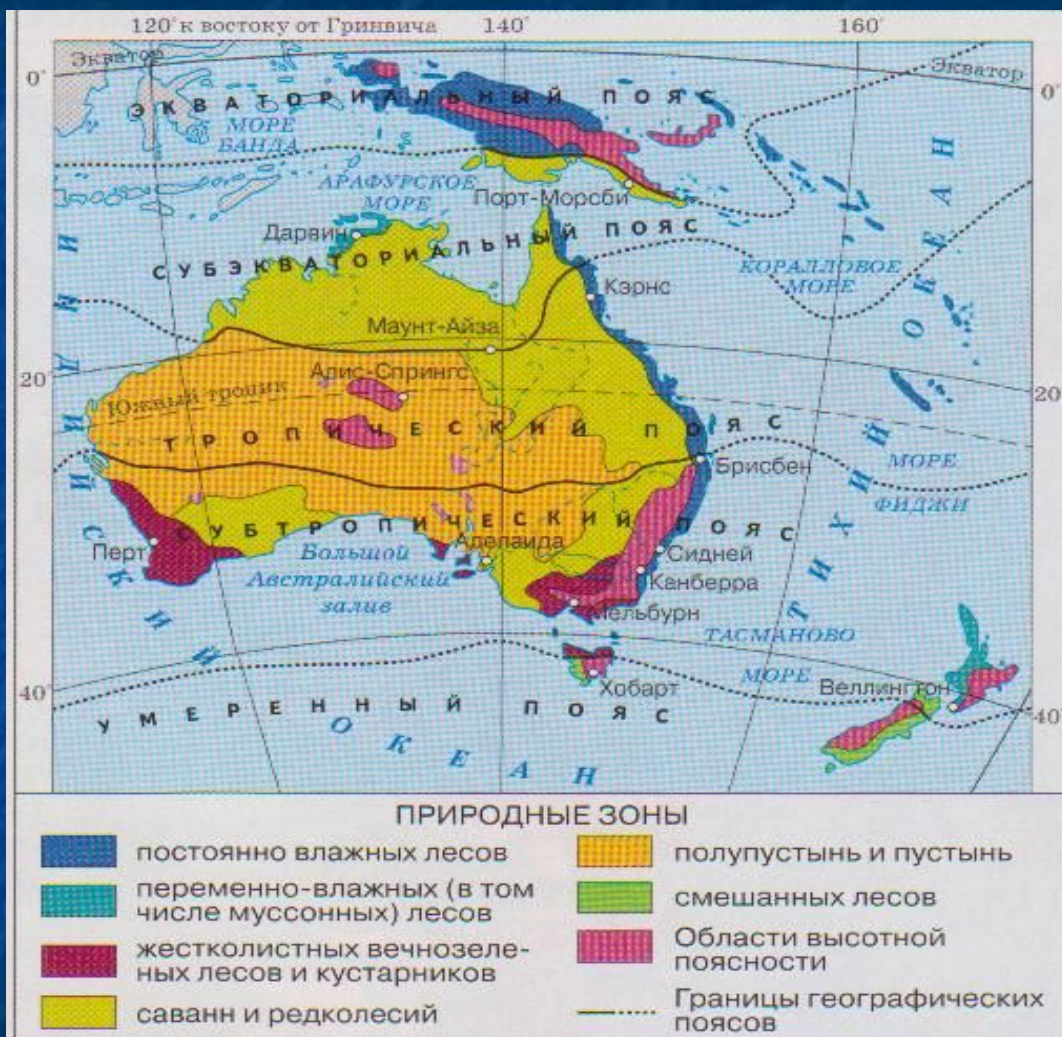 120° к востоку от Гринвича 140° 160°
Экватор Экватор
0° 0°
ЭКВАТОРИАЛЬНЫЙ ПОЯС
МОРЕ
БАНДА
АРАФУРСКОЕ
МОРЕ
Порт-Морсби
Дарвин
СУБЭКВАТОРИАЛЬНЫЙ ПОЯС
КОРАЛЛОВОЕ
МОРЕ
Кэрнс
Маунт-Айза
Алис-Спрингс
20° 20°
Южный тропик
ТРОПИЧЕСКИЙ ПОЯС
Брисбен
МОРЕ
ФИДЖИ
СУБТРОПИЧЕСКИЙ ПОЯС
Перт
Большой
Австралийский
залив
Аделаида
Сидней
Канберра
Мельбурн
ТАСМАНОВО
МОРЕ
Хобарт
Веллингтон
40° 40°
УМЕРЕННЫЙ ПОЯС
ИНДИЙСКИЙ
ОКЕАН
ТИХИЙ
ОКЕАН
ПРИРОДНЫЕ ЗОНЫ
постоянно влажных лесов
переменно-влажных (в том
числе муссонных) лесов
жестколистных вечнозеле-
ных лесов и кустарников
саванн и редколесий
полупустынь и пустынь
смешанных лесов
Области высотной
поясности
Границы географических
поясов